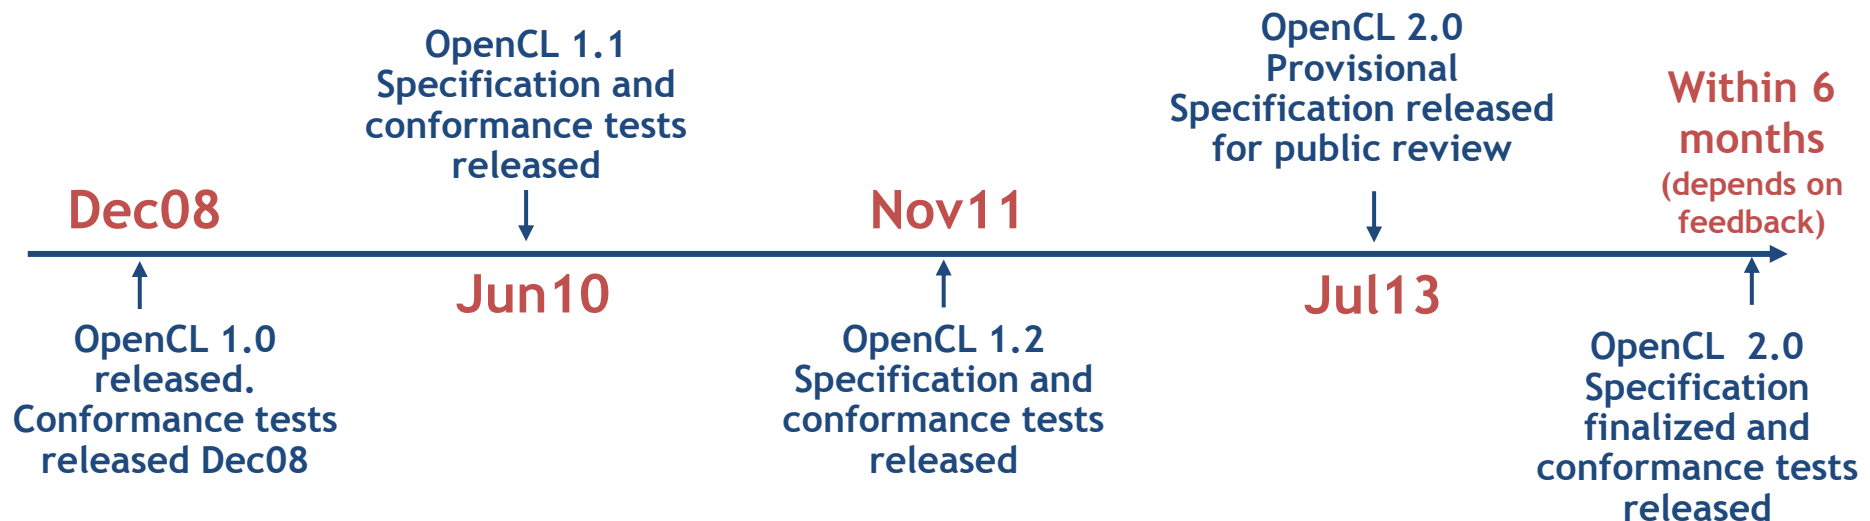 Dec08
OpenCL 1.0
released.
Conformance tests
released Dec08
OpenCL 1.1
Specification and
conformance tests
released
Jun10
Nov11
OpenCL 1.2
Specification and
conformance tests
released
OpenCL 2.0
Provisional
Specification released
for public review
Jul13
Within 6
months
(depends on
feedback)
OpenCL  2.0
Specification
finalized and
conformance tests
released